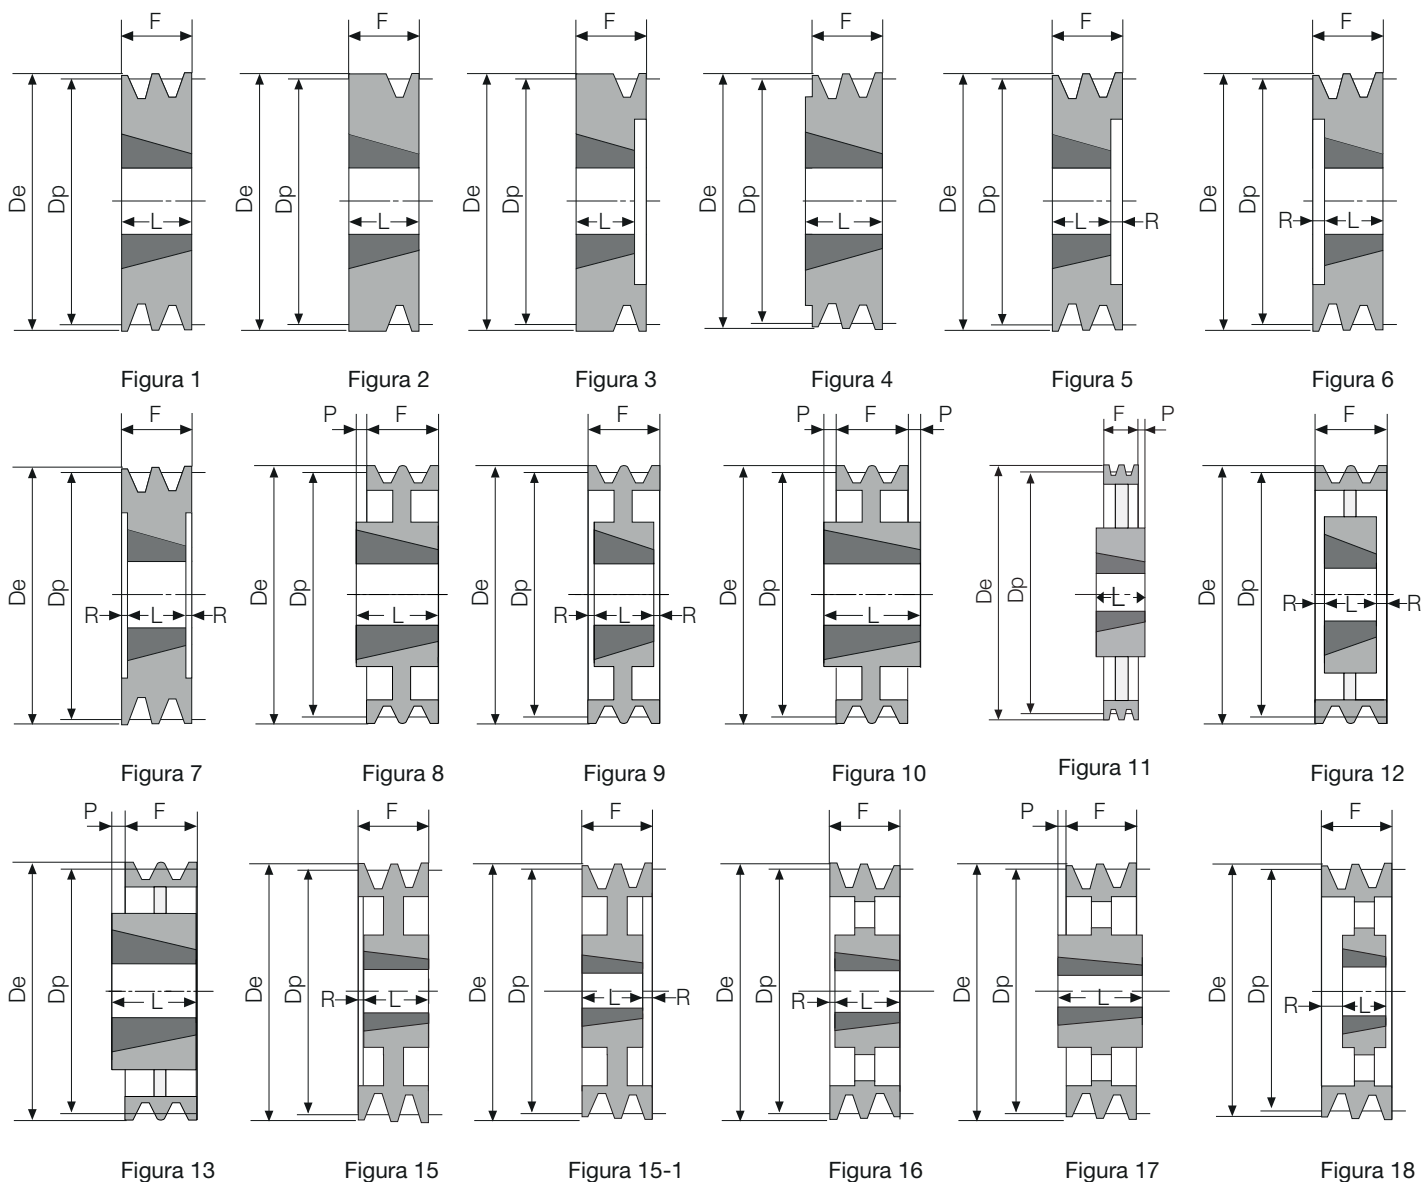 F F F F F F
De Dp L
De Dp L
De Dp L
De Dp L
De Dp L R
De Dp R L
Figura 1 Figura 2 Figura 3 Figura 4 Figura 5 Figura 6
F P F F P F P F P F
De Dp R L R
De Dp L
De Dp R L R
De Dp L
De Dp L
De Dp R L R
Figura 7 Figura 8 Figura 9 Figura 10 Figura 11 Figura 12
P F F F F P F F
De Dp L
De Dp R L
De Dp L R
De Dp R L
De Dp L
De Dp R L
Figura 13 Figura 15 Figura 15-1 Figura 16 Figura 17 Figura 18